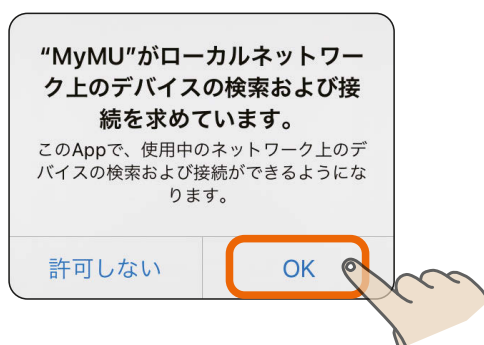 “MyMU”がローカルネットワー
ク上のデバイスの検索および接
続を求めています。
このAppで、使用中のネットワーク上のデ
バイスの検索および接続ができるようにな
ります。
許可しない
OK